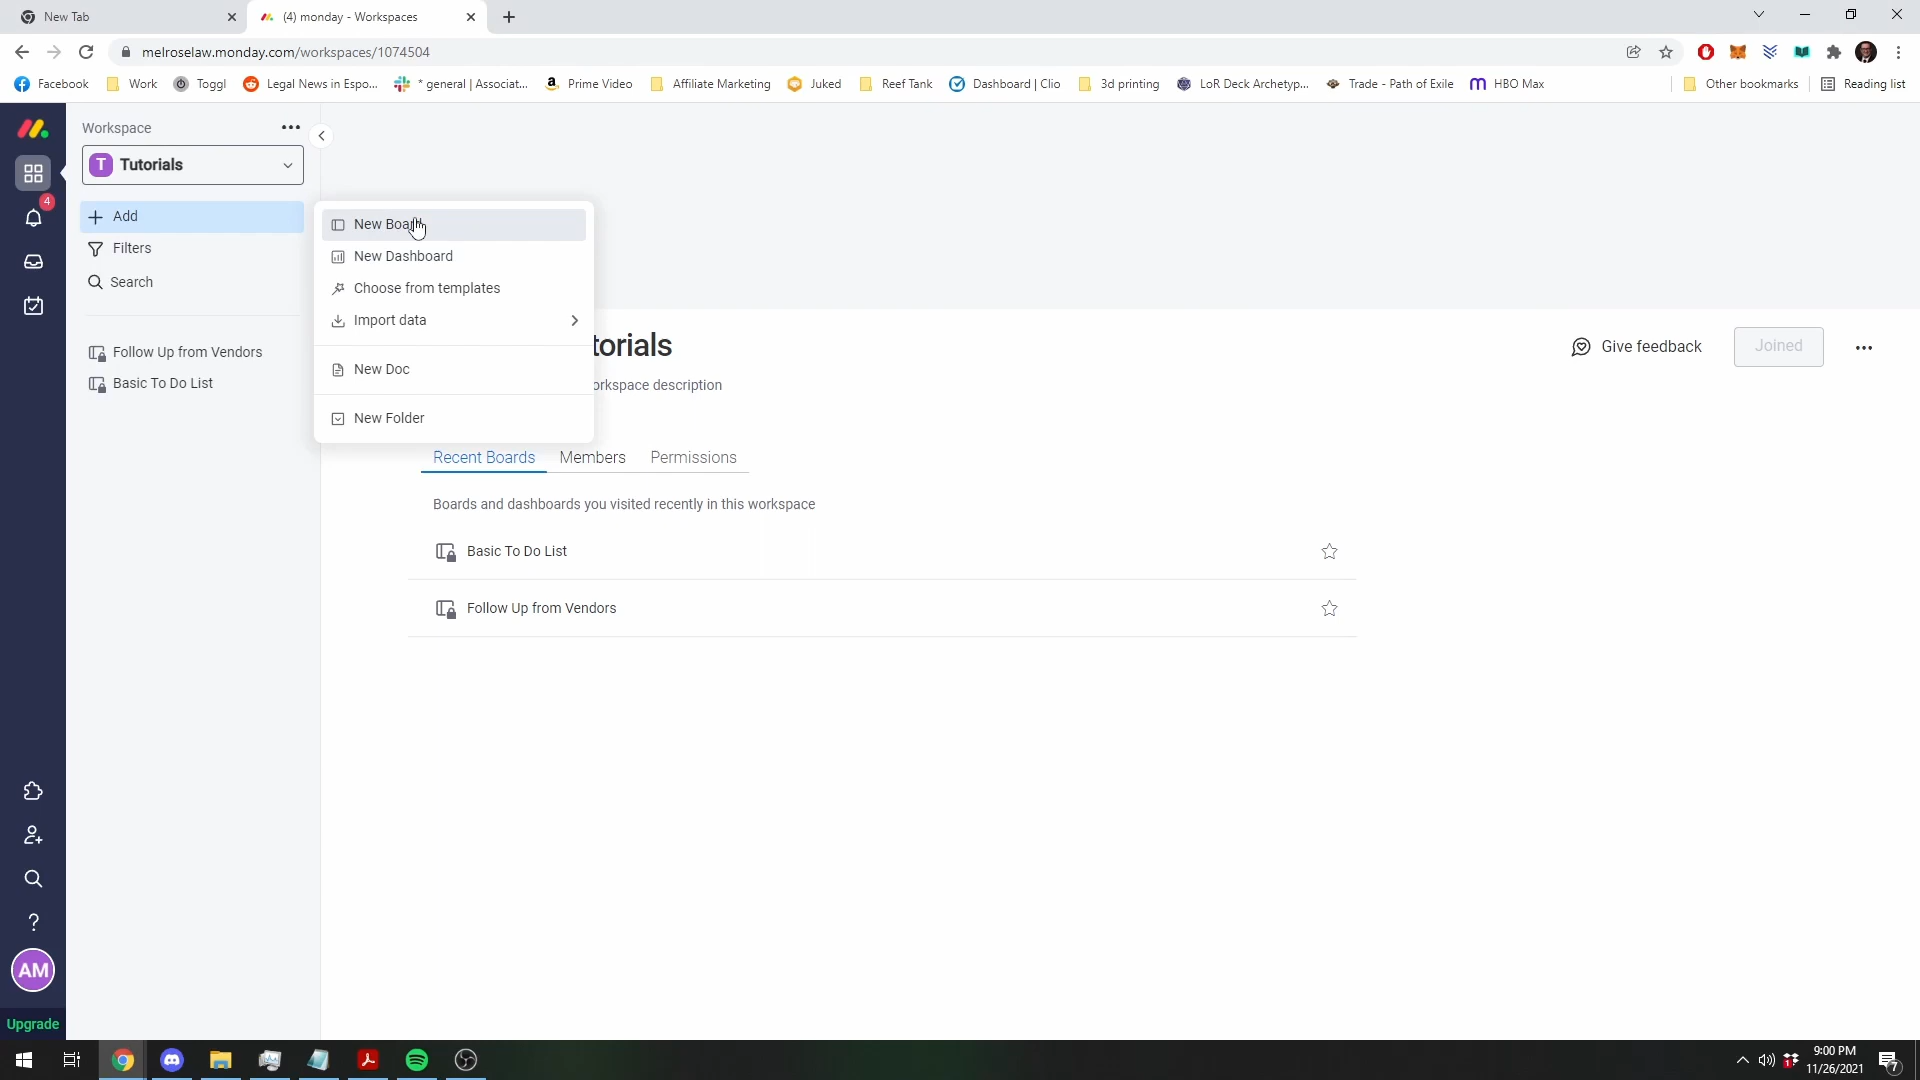 New Tab
(4) monday - Workspaces
melroselaw.monday.com/workspaces/1074504
Facebook
Work
Toggl
Legal News in Espo...
* general | Associat...
Prime Video
Affiliate Marketing
Juked
Reef Tank
Dashboard | Clio
3d printing
LoR Deck Archetyp...
Trade - Path of Exile
HBO Max
Other bookmarks
Reading list
Workspace
T Tutorials
Add
Filters
Search
Follow Up from Vendors
Basic To Do List
4
AM
Upgrade
New Board
New Dashboard
Choose from templates
Import data
New Doc
New Folder
torials
orkspace description
Give feedback
Joined
Recent Boards
Members
Permissions
Boards and dashboards you visited recently in this workspace
Basic To Do List
Follow Up from Vendors
9:00 PM
11/26/2021
7